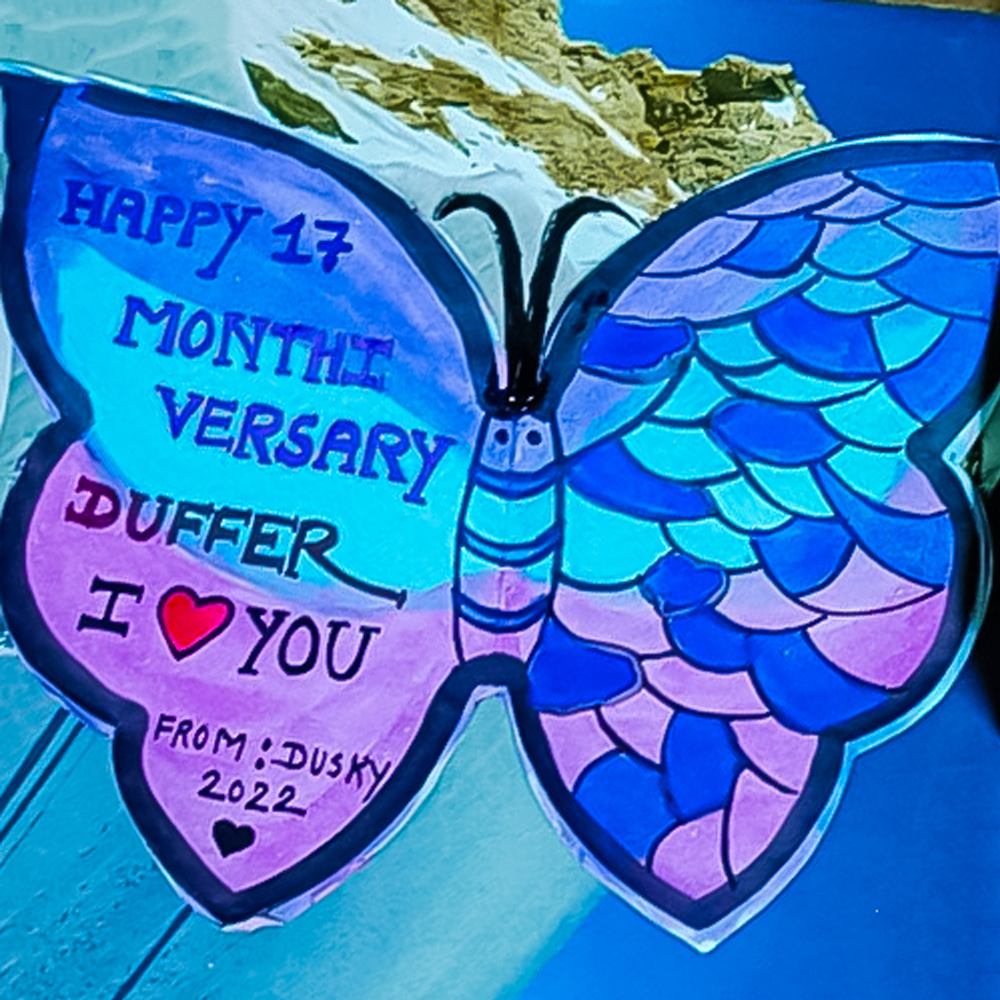 HAPPY 17
MONTHI
VERSARY
DUFFER
I ❤ YOU
FROM : DUSKY
2022